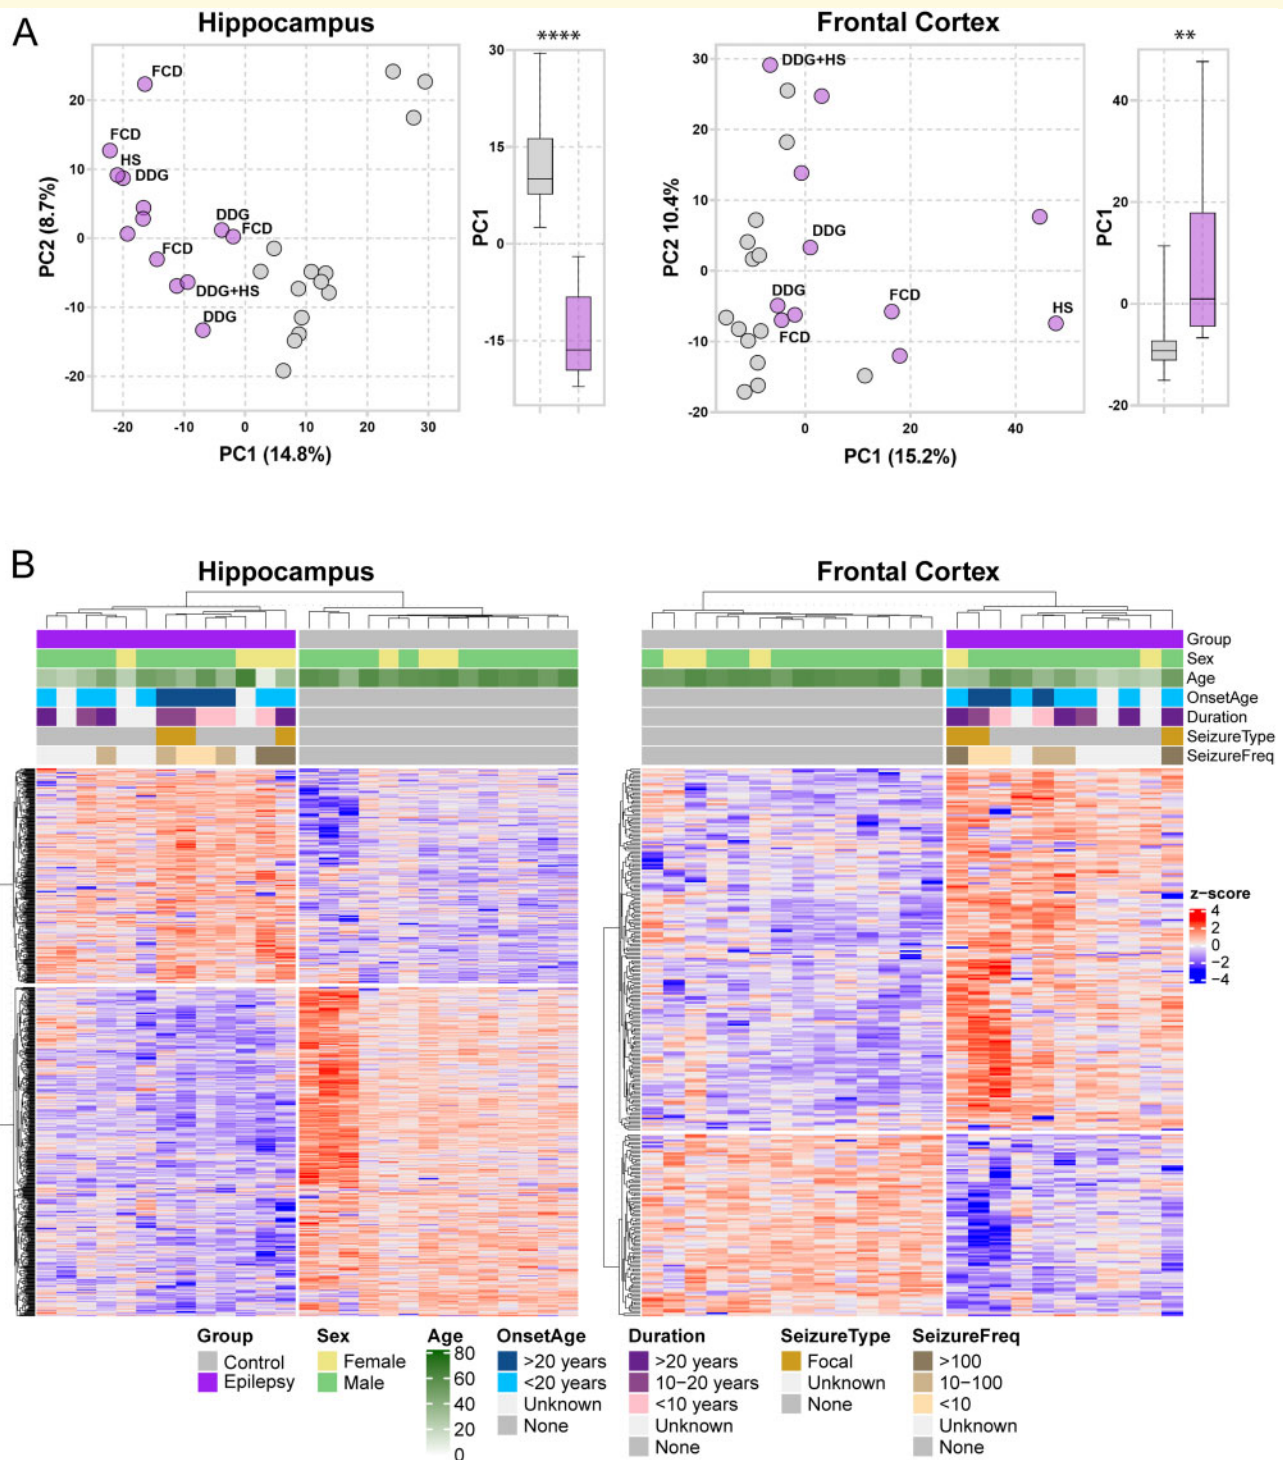 A
Hippocampus
Frontal Cortex
****
**
FCD
FCD
HS
DDG
DDG
FCD
FCD
DDG+HS
DDG
20
10
0
-10
-20
PC2 (8.7%)
-20
-10
0
10
20
30
PC1 (14.8%)
30
15
0
-15
PC1
DDG+HS
DDG
DDG
FCD
FCD
HS
30
20
10
0
-10
-20
PC2 10.4%
0
20
40
PC1 (15.2%)
40
20
0
-20
PC1
B
Hippocampus
Frontal Cortex
Group
Sex
Age
OnsetAge
Duration
SeizureType
SeizureFreq
z-score
4
2
0
-2
-4
Group
Control
Epilepsy
Sex
Female
Male
Age
80
60
40
20
0
OnsetAge
>20 years
<20 years
Unknown
None
Duration
>20 years
10-20 years
<10 years
Unknown
None
SeizureType
Focal
Unknown
None
SeizureFreq
>100
10-100
<10
Unknown
None